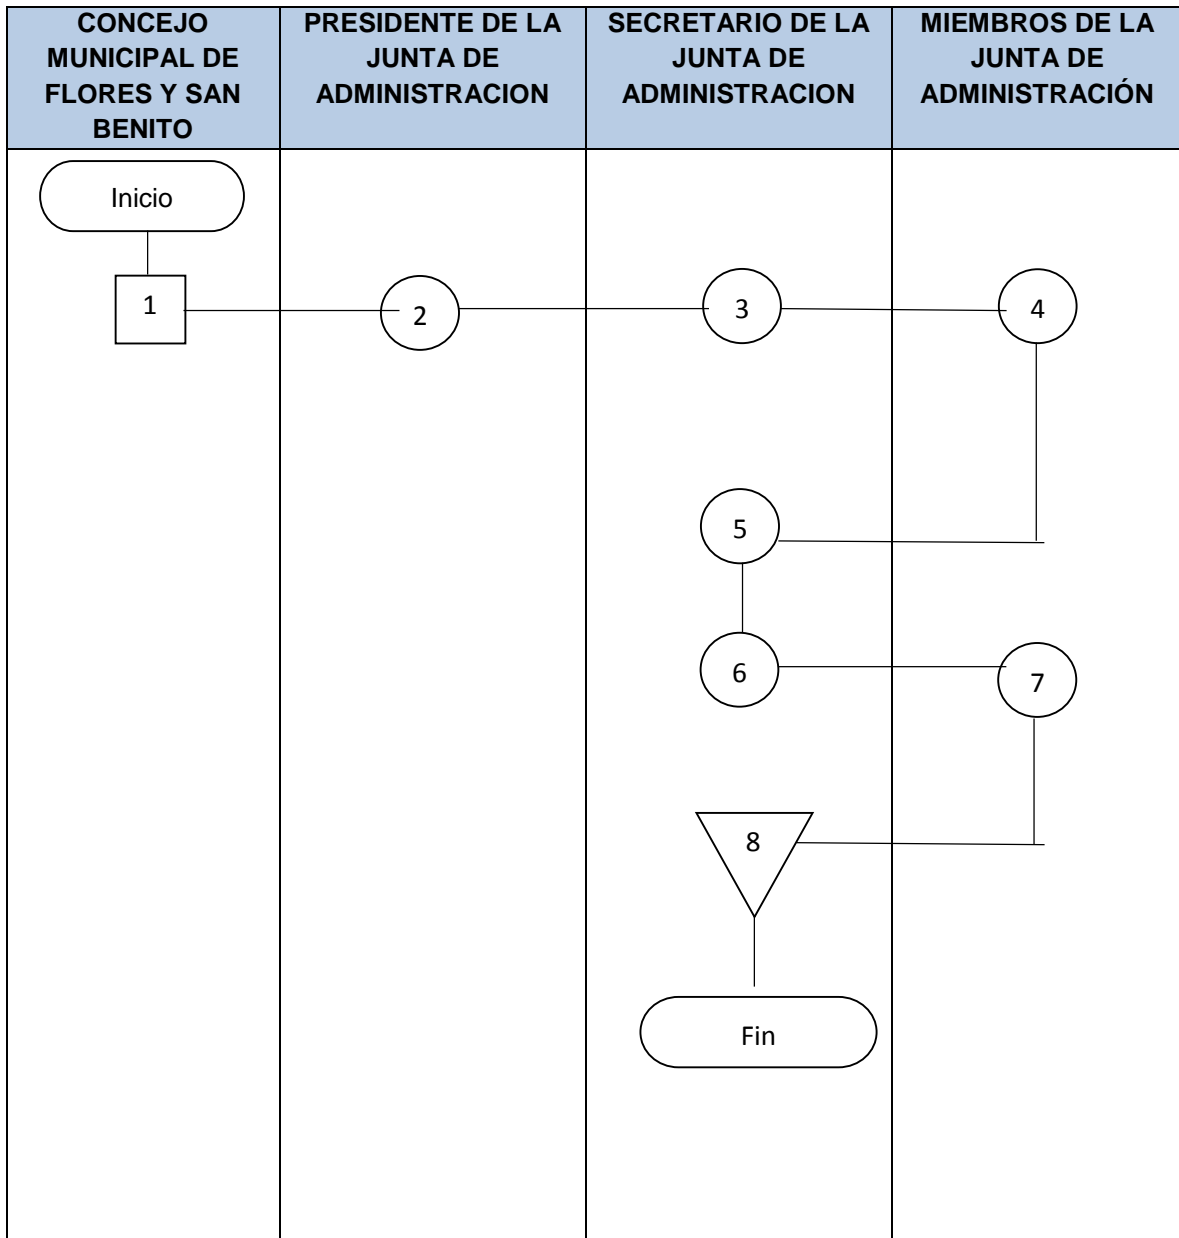 CONCEJO
MUNICIPAL DE
FLORES Y SAN
BENITO
PRESIDENTE DE LA
JUNTA DE
ADMINISTRACION
SECRETARIO DE LA
JUNTA DE
ADMINISTRACION
MIEMBROS DE LA
JUNTA DE
ADMINISTRACIÓN
Inicio
1
2
3
4
5
6
7
8
Fin